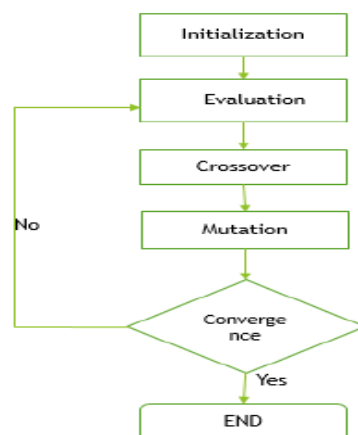 Initialization
Evaluation
Crossover
No
Mutation
Converge
nce
Yes
END